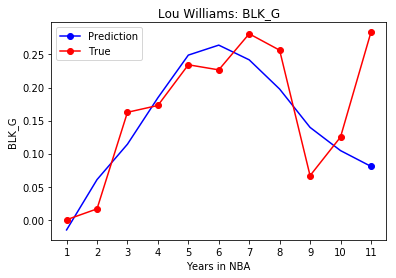 Lou Williams: BLK_G
Prediction
True
BLK_G
0.25
0.20
0.15
0.10
0.05
0.00
1 2 3 4 5 6 7 8 9 10 11
Years in NBA